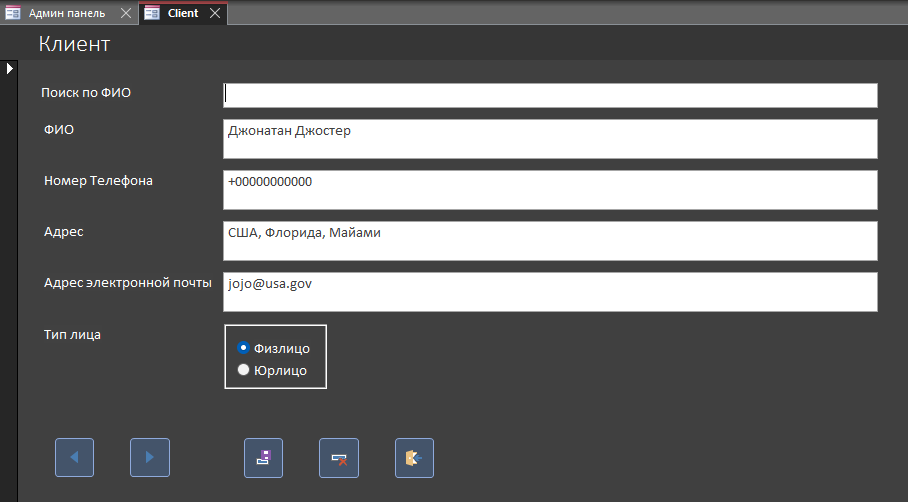 Админ панель
Client
Клиент
Поиск по ФИО
ФИО
Джонатан Джостер
Номер Телефона
+00000000000
Адрес
США, Флорида, Майами
Адрес электронной почты
jojo@usa.gov
Тип лица
Физлицо
Юрлицо